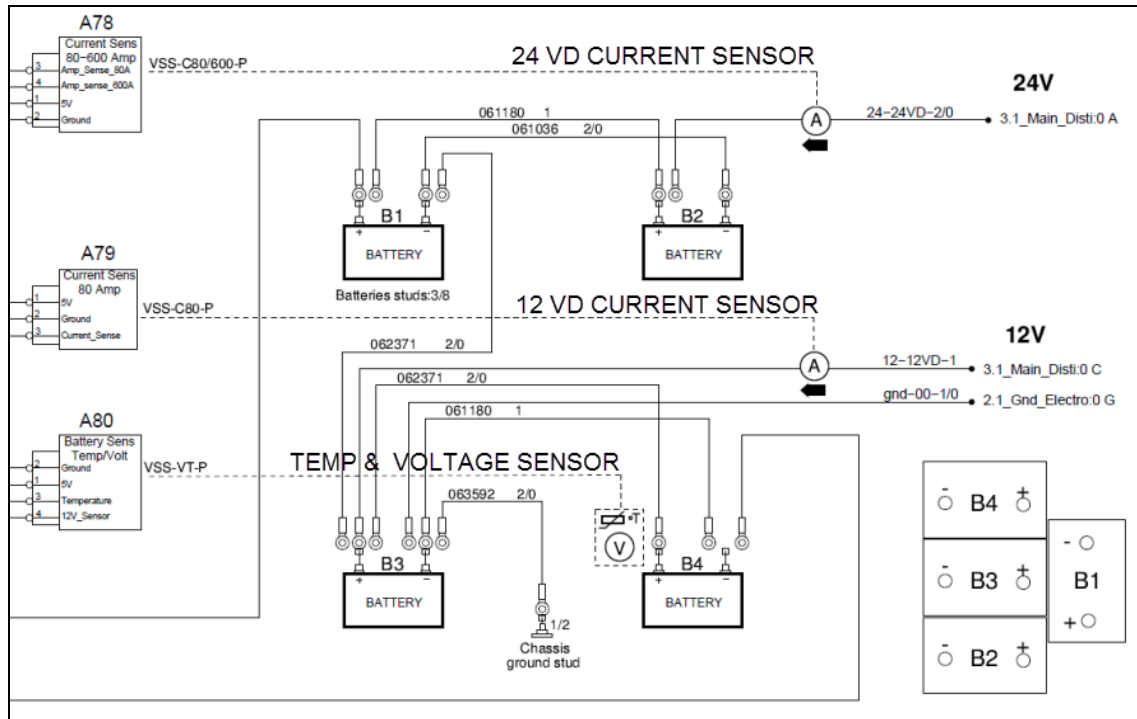 A78
Current Sens
80-600 Amp
3 Amp_Sense_80A
4 Amp_sense_600A
1 5V
2 Ground
VSS-C80/600-P
24 VD CURRENT SENSOR
24V
A
24-24VD-2/0
3.1_Main_Disti:0 A
061180 1
061036 2/0
B1
+ -
BATTERY
Batteries studs:3/8
B2
+ -
BATTERY
A79
Current Sens
80 Amp
1 5V
2 Ground
3 Current_Sense
VSS-C80-P
12 VD CURRENT SENSOR
12V
A
12-12VD-1
3.1_Main_Disti:0 C
gnd-00-1/0
2.1_Gnd_Electro:0 G
062371 2/0
062371 2/0
061180 1
A80
Battery Sens
Temp/Volt
2 Ground
1 5V
3 Temperature
4 12V_Sensor
VSS-VT-P
TEMP & VOLTAGE SENSOR
063592 2/0
°T
V
B3
+ -
BATTERY
B4
+ -
BATTERY
1/2
Chassis
ground stud
- B4 +
- B3 +
- B2 +
-
B1
+